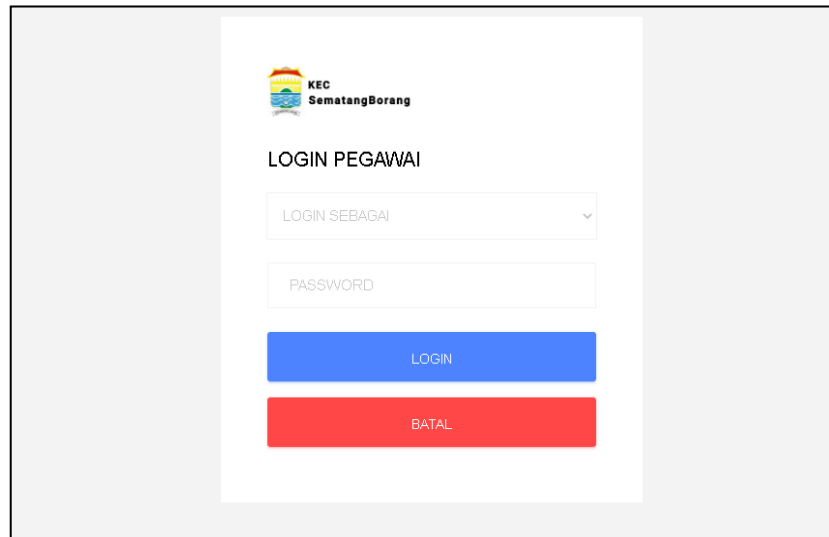 KEC
SematangBorang
LOGIN PEGAWAI
LOGIN SEBAGAI
PASSWORD
LOGIN
BATAL